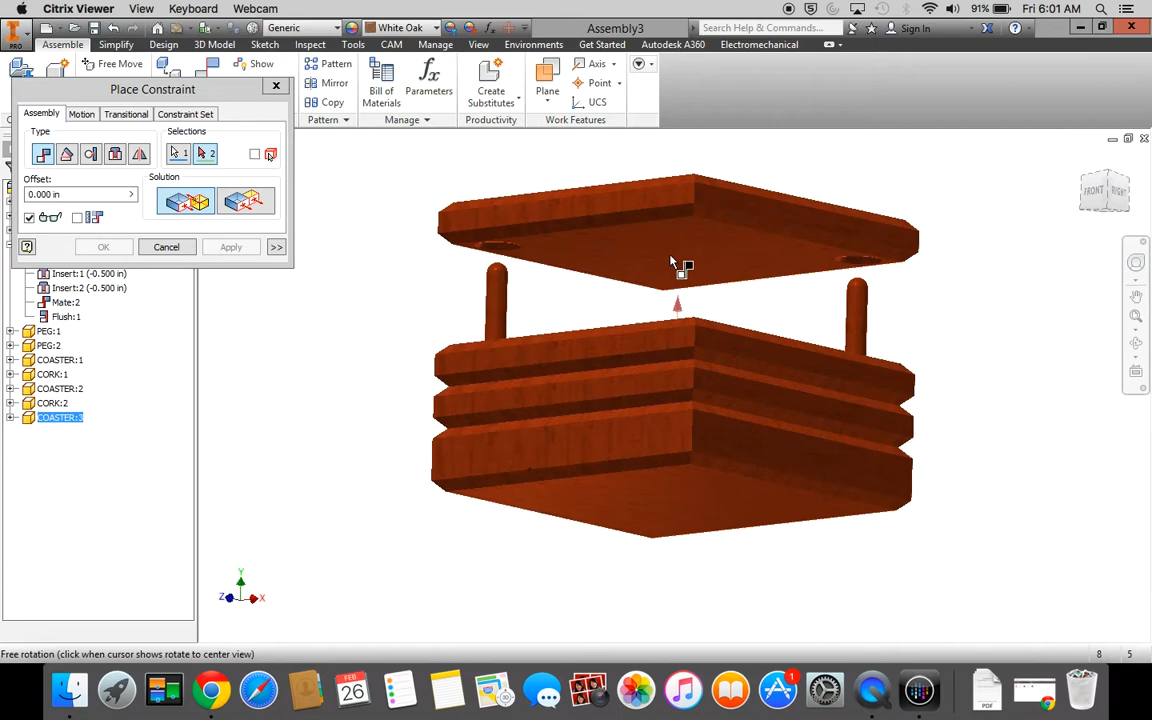 Citrix Viewer Keyboard Webcam 91% Fri 6:01 AM
PRO Generic White Oak Assembly3 Search Help & Commands... Sign In
Assemble Simplify Design 3D Model Sketch Inspect Tools CAM Manage View Environments Get Started Autodesk A360 Electromechanical
Free Move Show Pattern Mirror Copy Bill of Materials Parameters Create Substitutes Plane Axis Point UCS
Pattern Manage Productivity Work Features
Place Constraint
Assembly Motion Transitional Constraint Set
Type Selections
1 2
Offset: Solution
0.000 in
OK Cancel Apply >>
Insert:1 (-0.500 in)
Insert:2 (-0.500 in)
Mate:2
Flush:1
PEG:1
PEG:2
COASTER:1
CORK:1
COASTER:2
CORK:2
COASTER:3
FRONT RIGHT
Y
Z X
Free rotation (click when cursor shows rotate to center view) 8 5
FEB
26
1
PDF